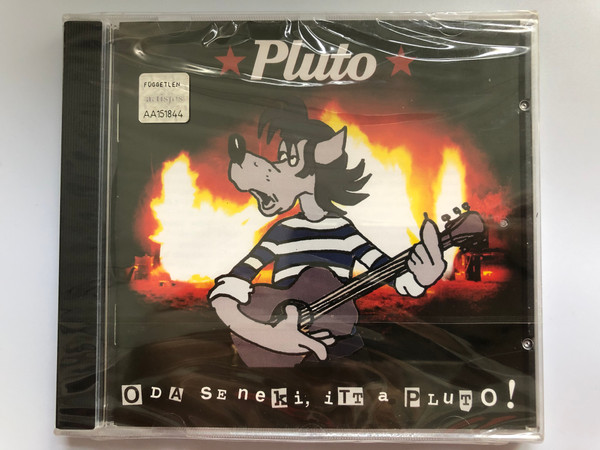 Pluto
FÜGGETLEN
AA151844
ODA SENEKI, ITT A PLUTO!